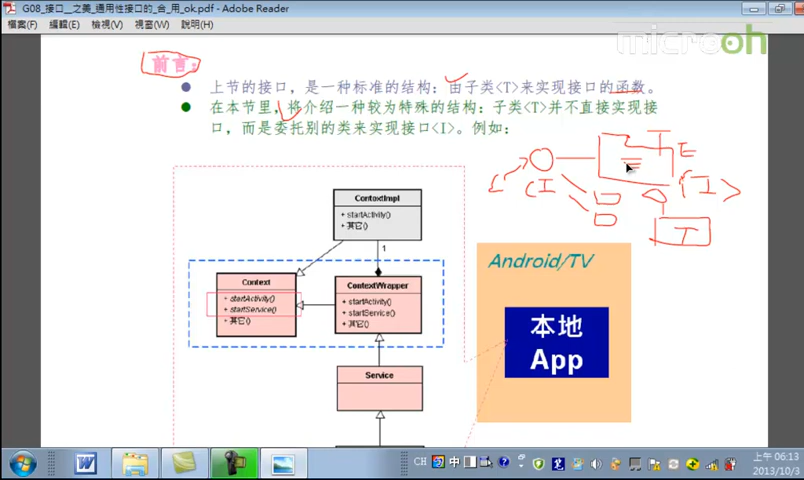 G08_接口__之美_通用性接口的_合_用_ok.pdf - Adobe Reader
檔案(F) 編輯(E) 檢視(V) 視窗(W) 說明(H)
microoh
前言:
上节的接口，是一种标准的结构：由子类<T>来实现接口的函数。
在本节里，将介绍一种较为特殊的结构：子类<T>并不直接实现接
口，而是委托别的类来实现接口<I>。例如：
T
E
C
(I
<I>
T
ContextImpl
+ startActivity()
+ 其它()
1
Context
+ startActivity()
+ startService()
+ 其它()
ContextWrapper
+ startActivity()
+ startService()
+ 其它()
Service
Android/TV
本地
App
CH 中
上午 06:13
2013/10/3